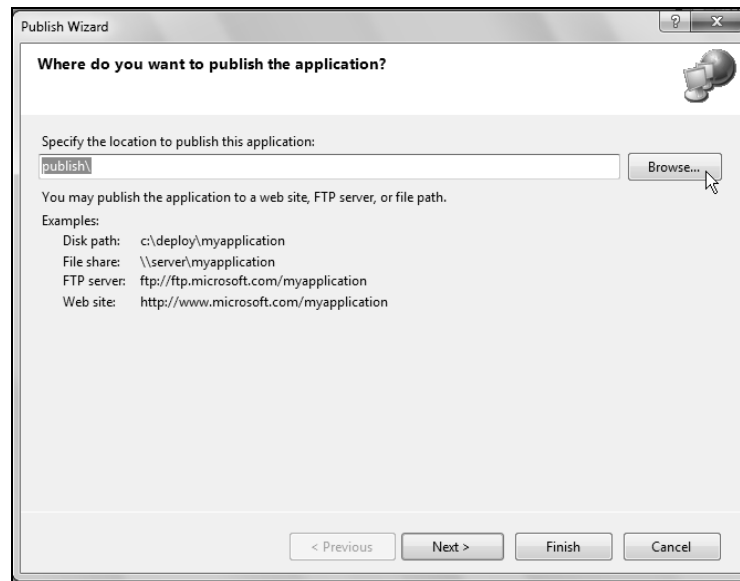 Publish Wizard
Where do you want to publish the application?
Specify the location to publish this application:
publish\
Browse...
You may publish the application to a web site, FTP server, or file path.
Examples:
Disk path: c:\deploy\myapplication
File share: \\server\myapplication
FTP server: ftp://ftp.microsoft.com/myapplication
Web site: http://www.microsoft.com/myapplication
< Previous Next > Finish Cancel